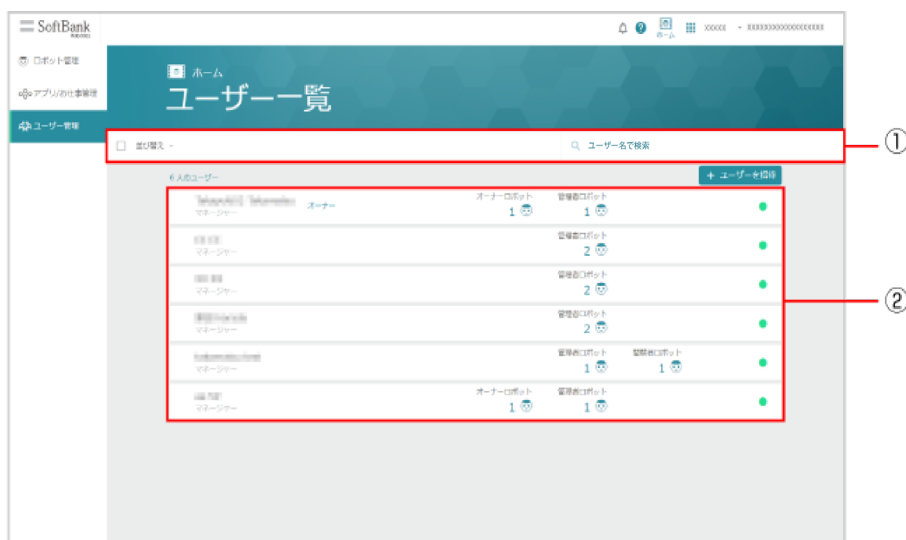 SoftBank
ROBOTICS
ホーム
ロボット管理
アプリ/お仕事管理
ユーザー管理
ホーム
ユーザー一覧
並び替え
ユーザー名で検索
①
6 人のユーザー
+ ユーザーを招待
オーナー
マネージャー
オーナーロボット
1
管理者ロボット
1
マネージャー
管理者ロボット
2
②
マネージャー
管理者ロボット
2
マネージャー
管理者ロボット
2
マネージャー
管理者ロボット
1
閲覧者ロボット
1
マネージャー
オーナーロボット
1
管理者ロボット
1